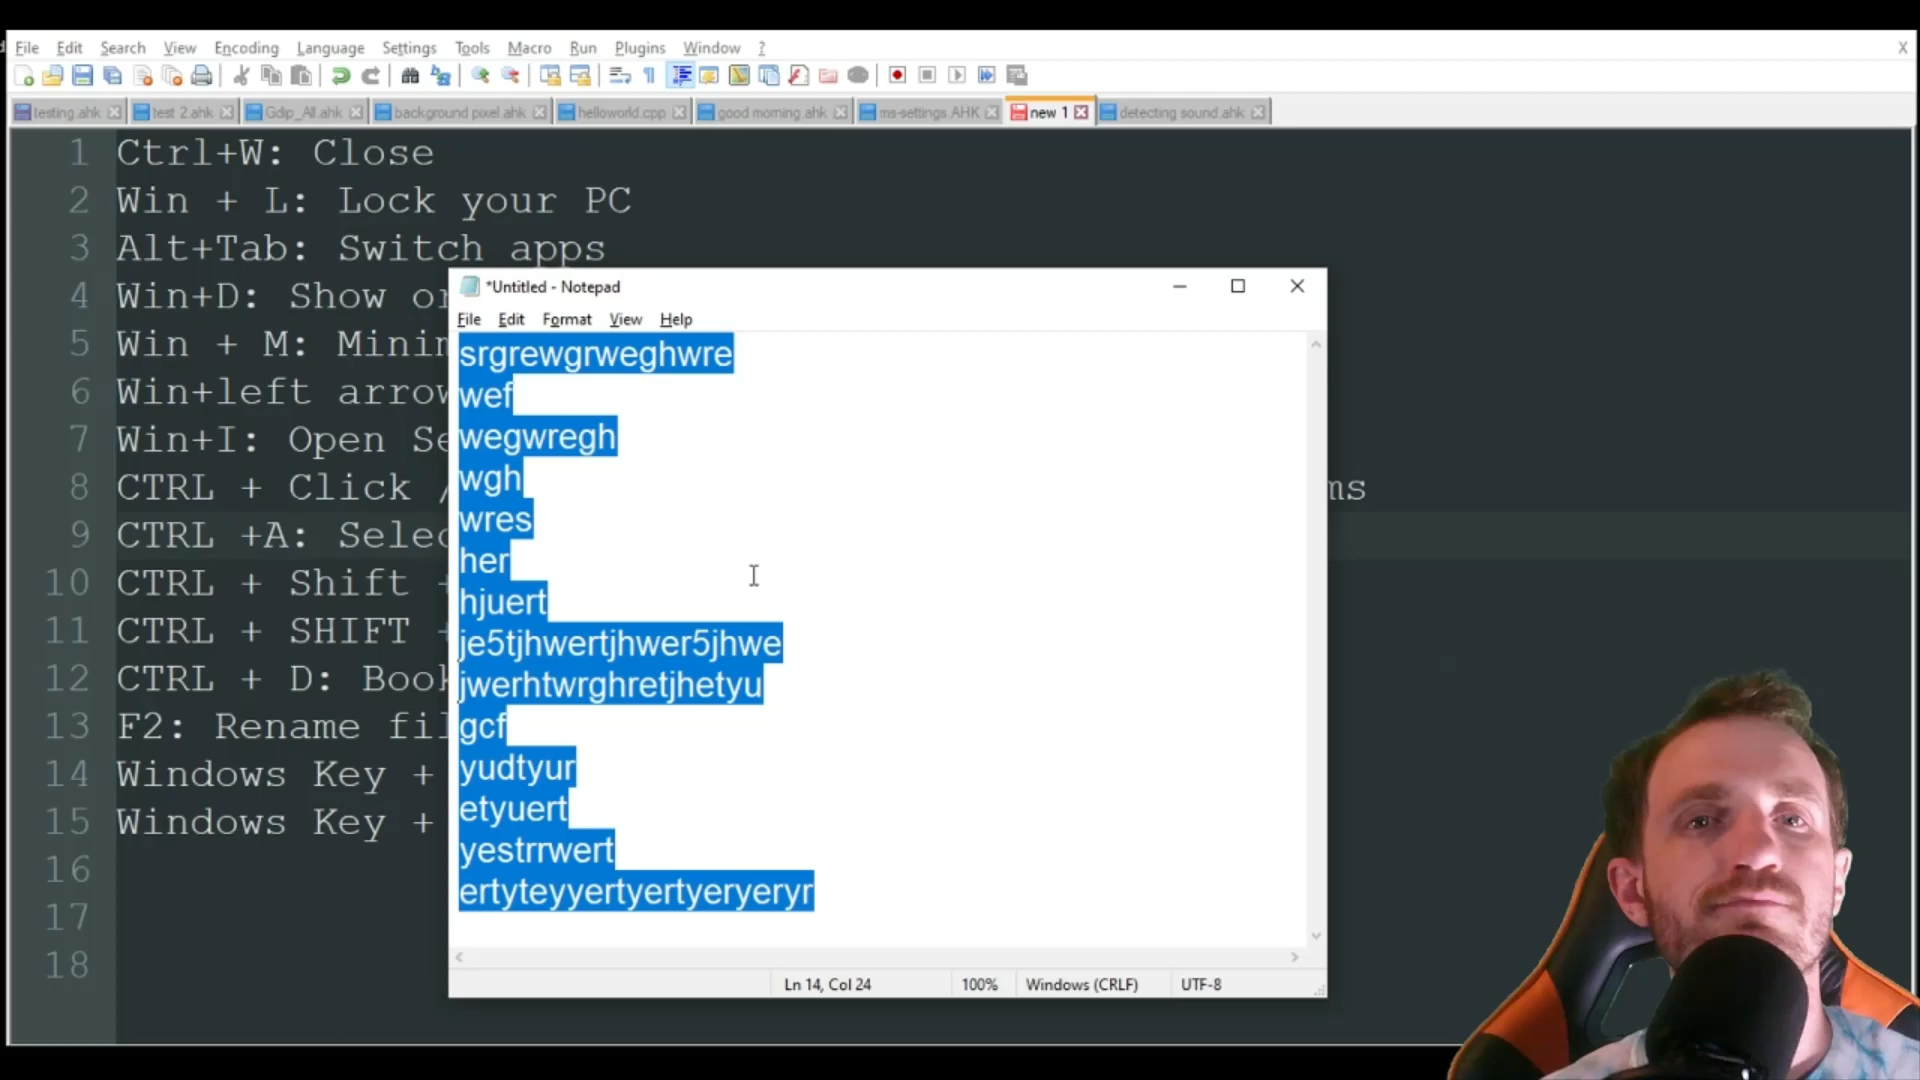 File Edit Search View Encoding Language Settings Tools Macro Run Plugins Window ? X
testing.ahk test 2.ahk Gdip_All.ahk background pixel.ahk helloworld.cpp good morning.ahk ms-settings.AHK new 1 detecting sound.ahk
1 Ctrl+W: Close
2 Win + L: Lock your PC
3 Alt+Tab: Switch apps
4 Win+D: Show
5 Win + M:
6 Win+left
7 Win+I: Open
8 CTRL + Click
9 CTRL +A:
10 CTRL + Shift
11 CTRL + SHIFT
12 CTRL + D:
13 F2: Rename
14 Windows Key +
15 Windows Key +
16
17
18
*Untitled - Notepad
File Edit Format View Help
srgrewgrweghwre
wef
wegwregh
wgh
wres
her
hjuert
je5tjhwertjhwer5jhwe
jwerhtwrghretjhetyu
gcf
yudtyur
etyuert
yestrrwert
ertyteyyertyertyeryeryr
Ln 14, Col 24 100% Windows (CRLF) UTF-8